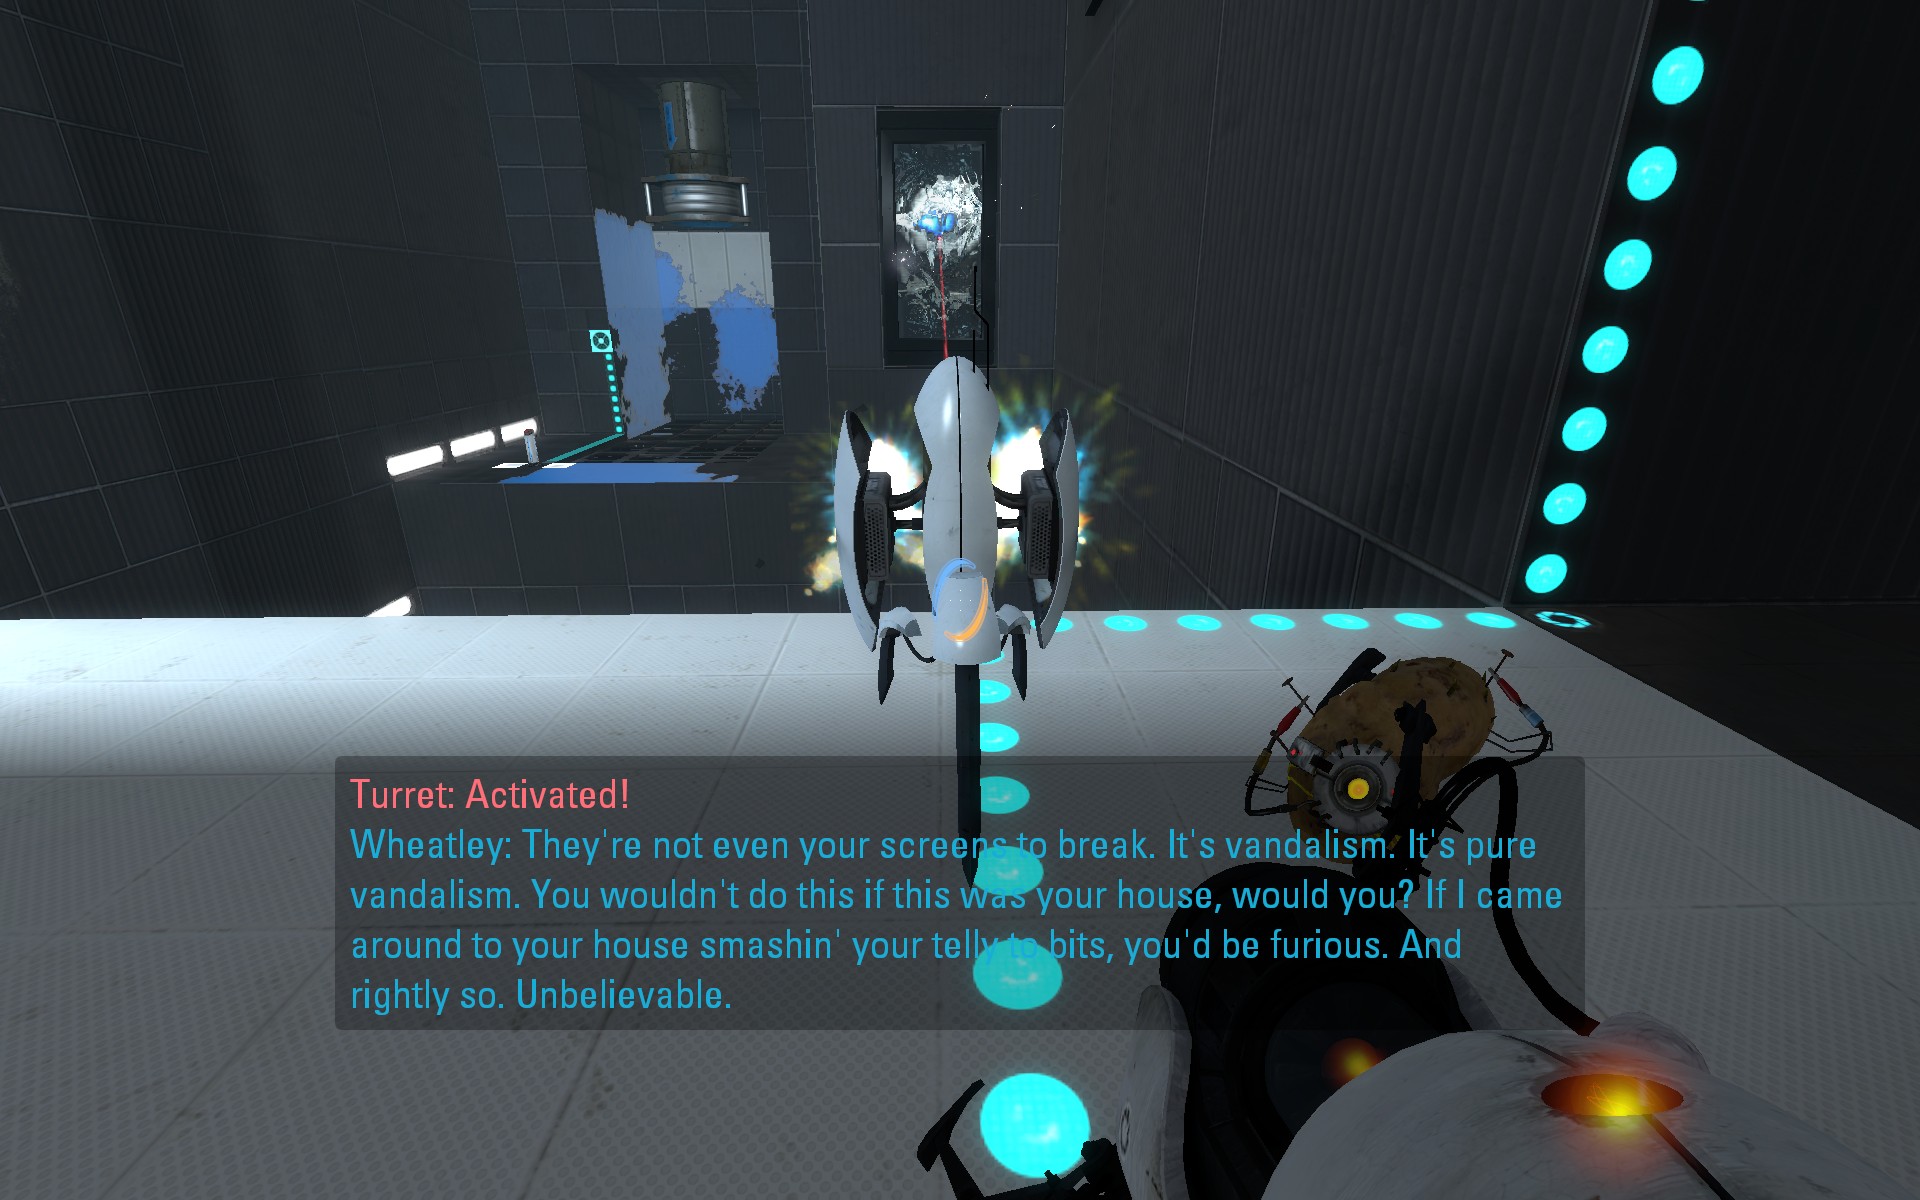 Turret: Activated!
Wheatley: They're not even your screens to break. It's vandalism. It's pure
vandalism. You wouldn't do this if this was your house, would you? If I came
around to your house smashin' your telly to bits, you'd be furious. And
rightly so. Unbelievable.